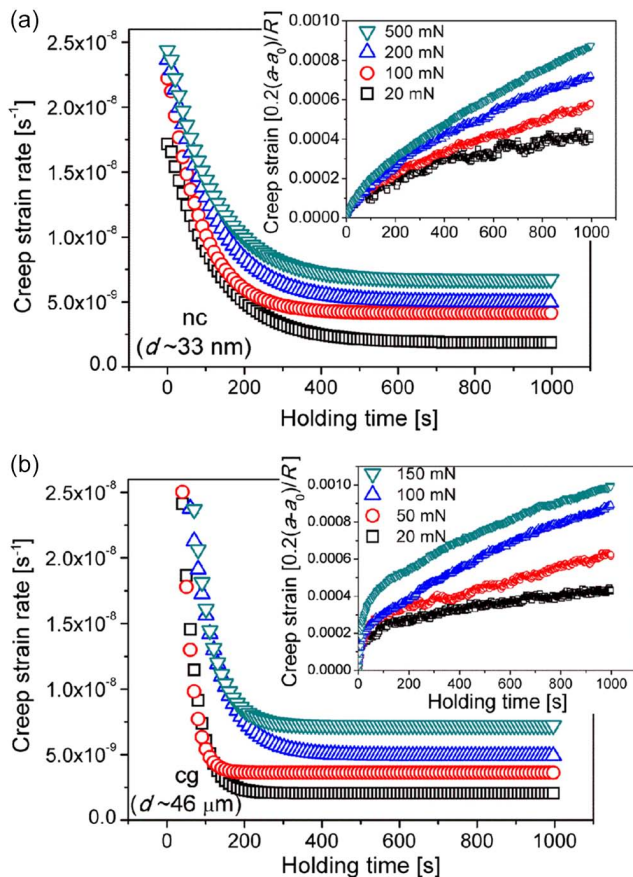 (a)
Creep strain rate [s⁻¹]
2.5x10⁻⁸
2.0x10⁻⁸
1.5x10⁻⁸
1.0x10⁻⁸
5.0x10⁻⁹
0.0
nc
(d ~33 nm)
0 200 400 600 800 1000
Holding time [s]
Creep strain [0.2(a-a₀)/R]
0.0010
0.0008
0.0006
0.0004
0.0002
0.0000
500 mN
200 mN
100 mN
20 mN
0 200 400 600 800 1000
Holding time [s]
(b)
Creep strain rate [s⁻¹]
2.5x10⁻⁸
2.0x10⁻⁸
1.5x10⁻⁸
1.0x10⁻⁸
5.0x10⁻⁹
0.0
cg
(d ~46 μm)
0 200 400 600 800 1000
Holding time [s]
Creep strain [0.2(a-a₀)/R]
0.0010
0.0008
0.0006
0.0004
0.0002
0.0000
150 mN
100 mN
50 mN
20 mN
0 200 400 600 800 1000
Holding time [s]